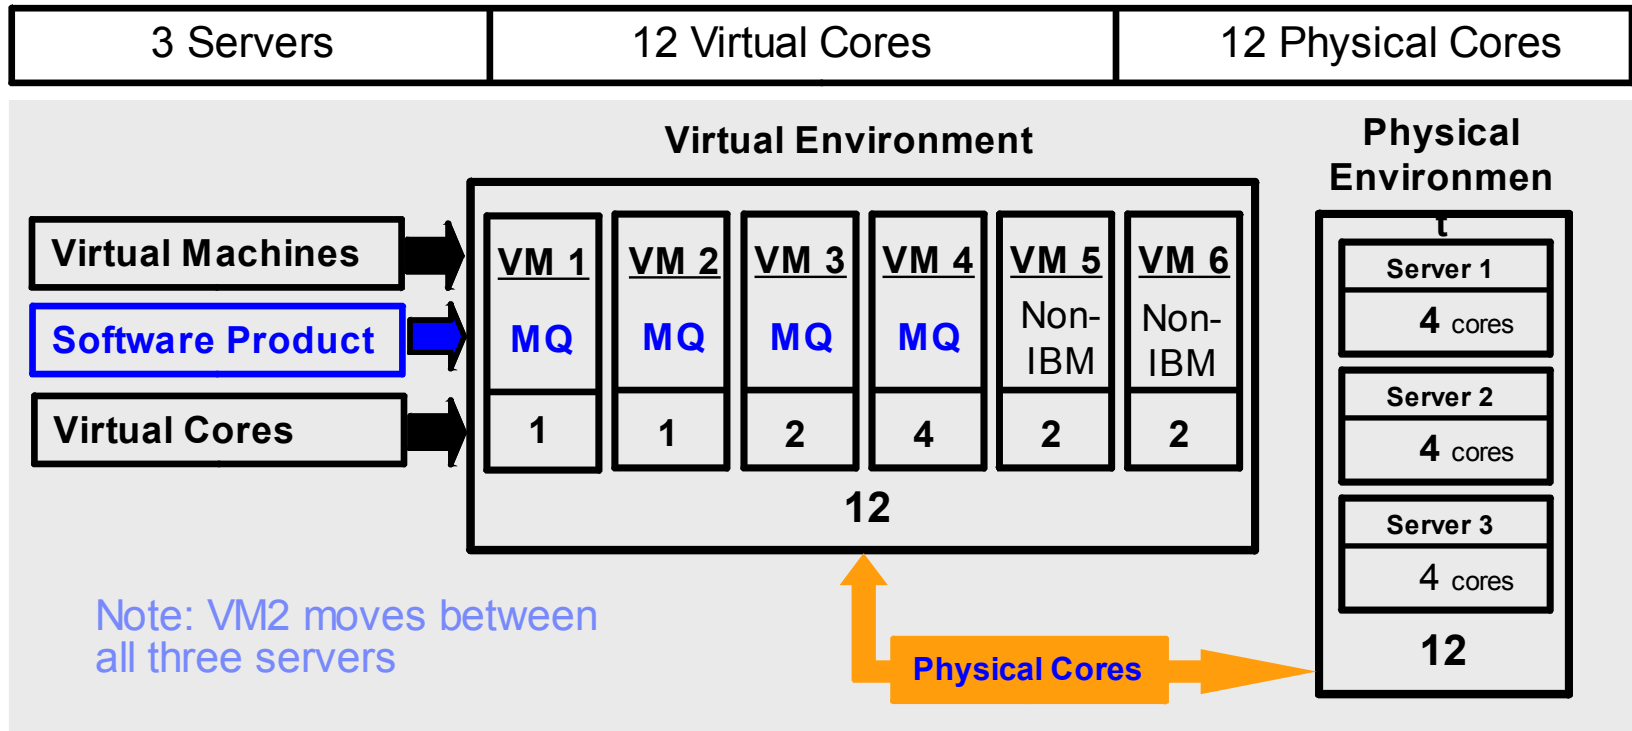 3 Servers
12 Virtual Cores
12 Physical Cores
Virtual Environment
Physical
Environmen
t
Virtual Machines
Software Product
Virtual Cores
VM 1
MQ
1
VM 2
MQ
1
VM 3
MQ
2
VM 4
MQ
4
VM 5
Non-
IBM
2
VM 6
Non-
IBM
2
12
Server 1
4 cores
Server 2
4 cores
Server 3
4 cores
12
Note: VM2 moves between
all three servers
Physical Cores